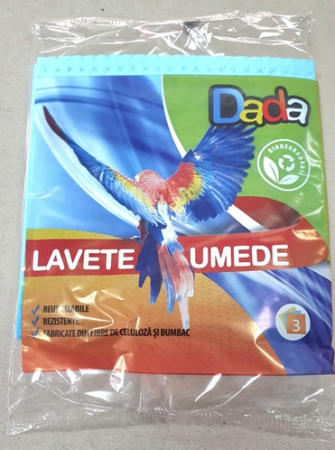 Dada
BIODEGRADABIL
LAVETE UMEDE
REUTILIZABILE
REZISTENTE
FABRICATE DIN FIBRE DE CELULOZĂ ȘI BUMBAC
3